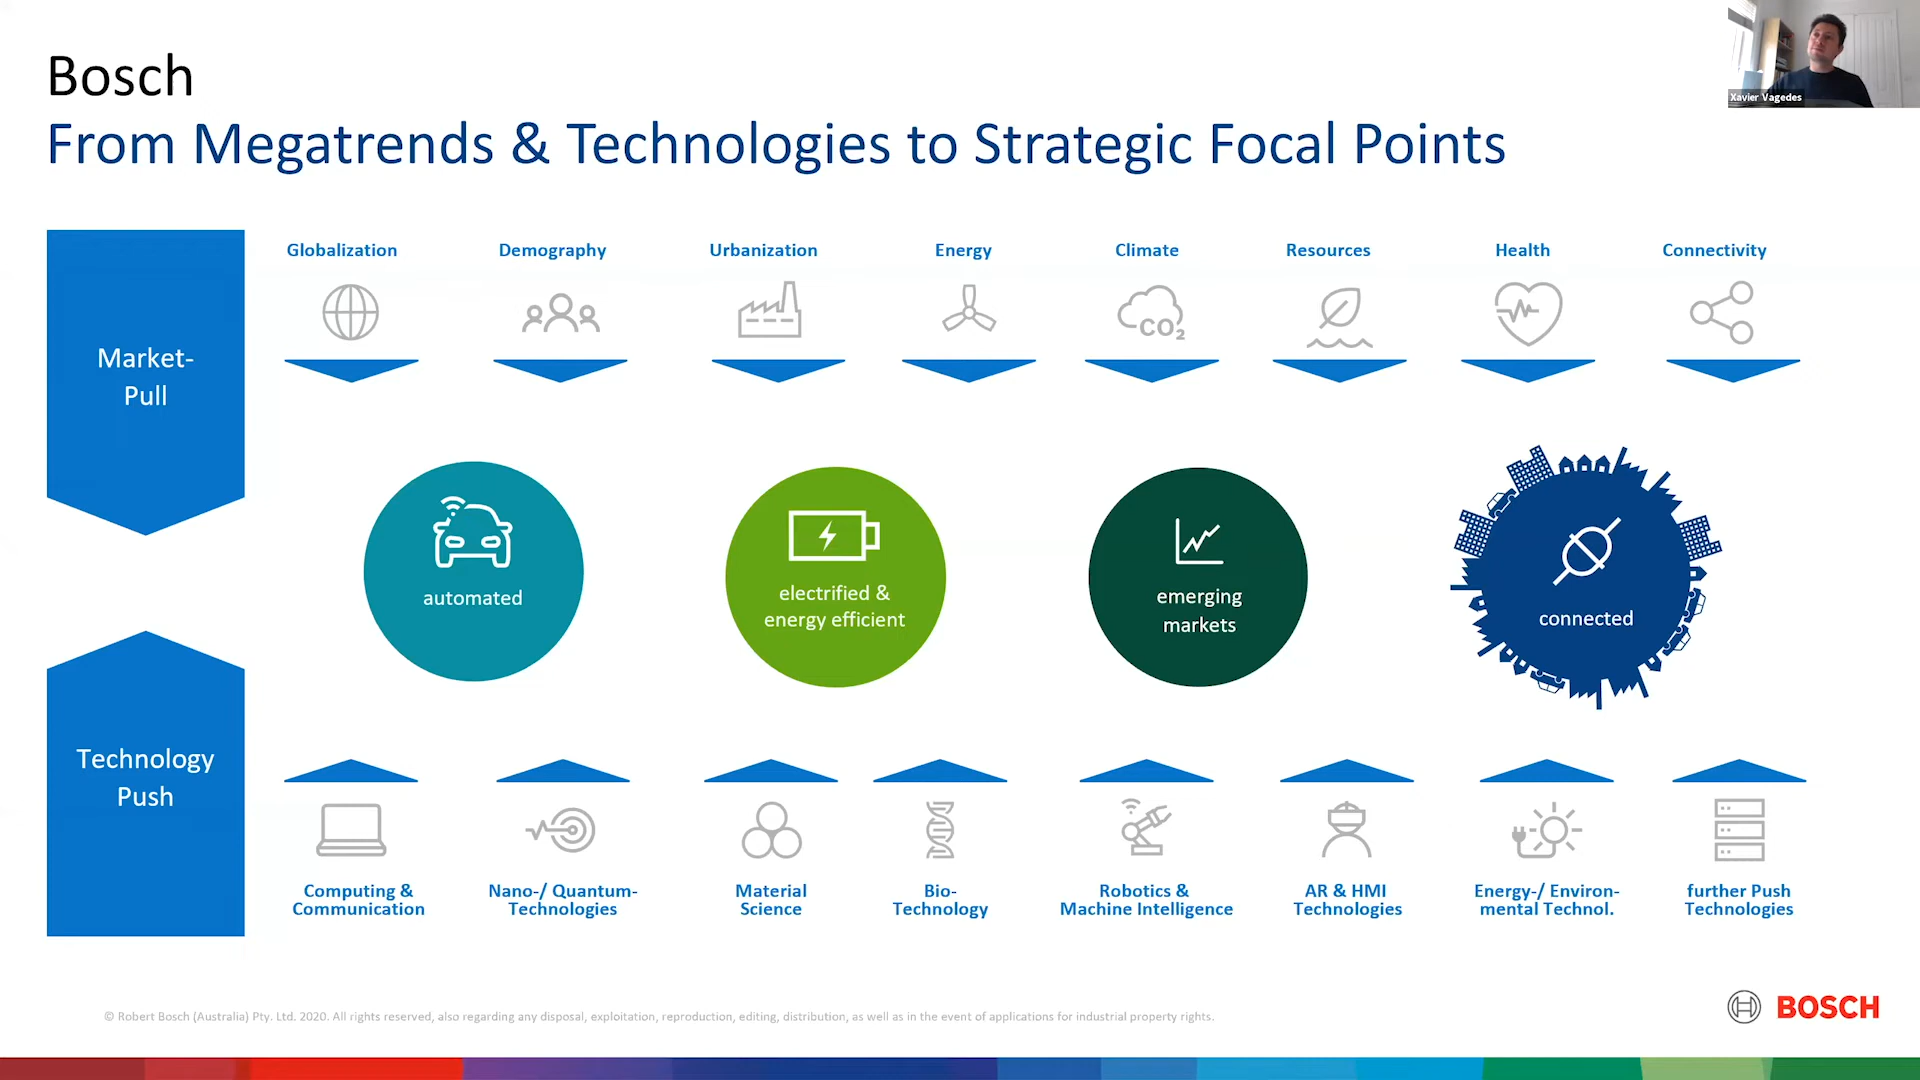 Bosch
From Megatrends & Technologies to Strategic Focal Points
Xavier Vagedes
Market-
Pull
Globalization
Demography
Urbanization
Energy
Climate
Resources
Health
Connectivity
CO2
automated
electrified &
energy efficient
emerging
markets
connected
Technology
Push
Computing &
Communication
Nano-/ Quantum-
Technologies
Material
Science
Bio-
Technology
Robotics &
Machine Intelligence
AR & HMI
Technologies
Energy-/ Environ-
mental Technol.
further Push
Technologies
© Robert Bosch (Australia) Pty. Ltd. 2020. All rights reserved, also regarding any disposal, exploitation, reproduction, editing, distribution, as well as in the event of applications for industrial property rights.
BOSCH